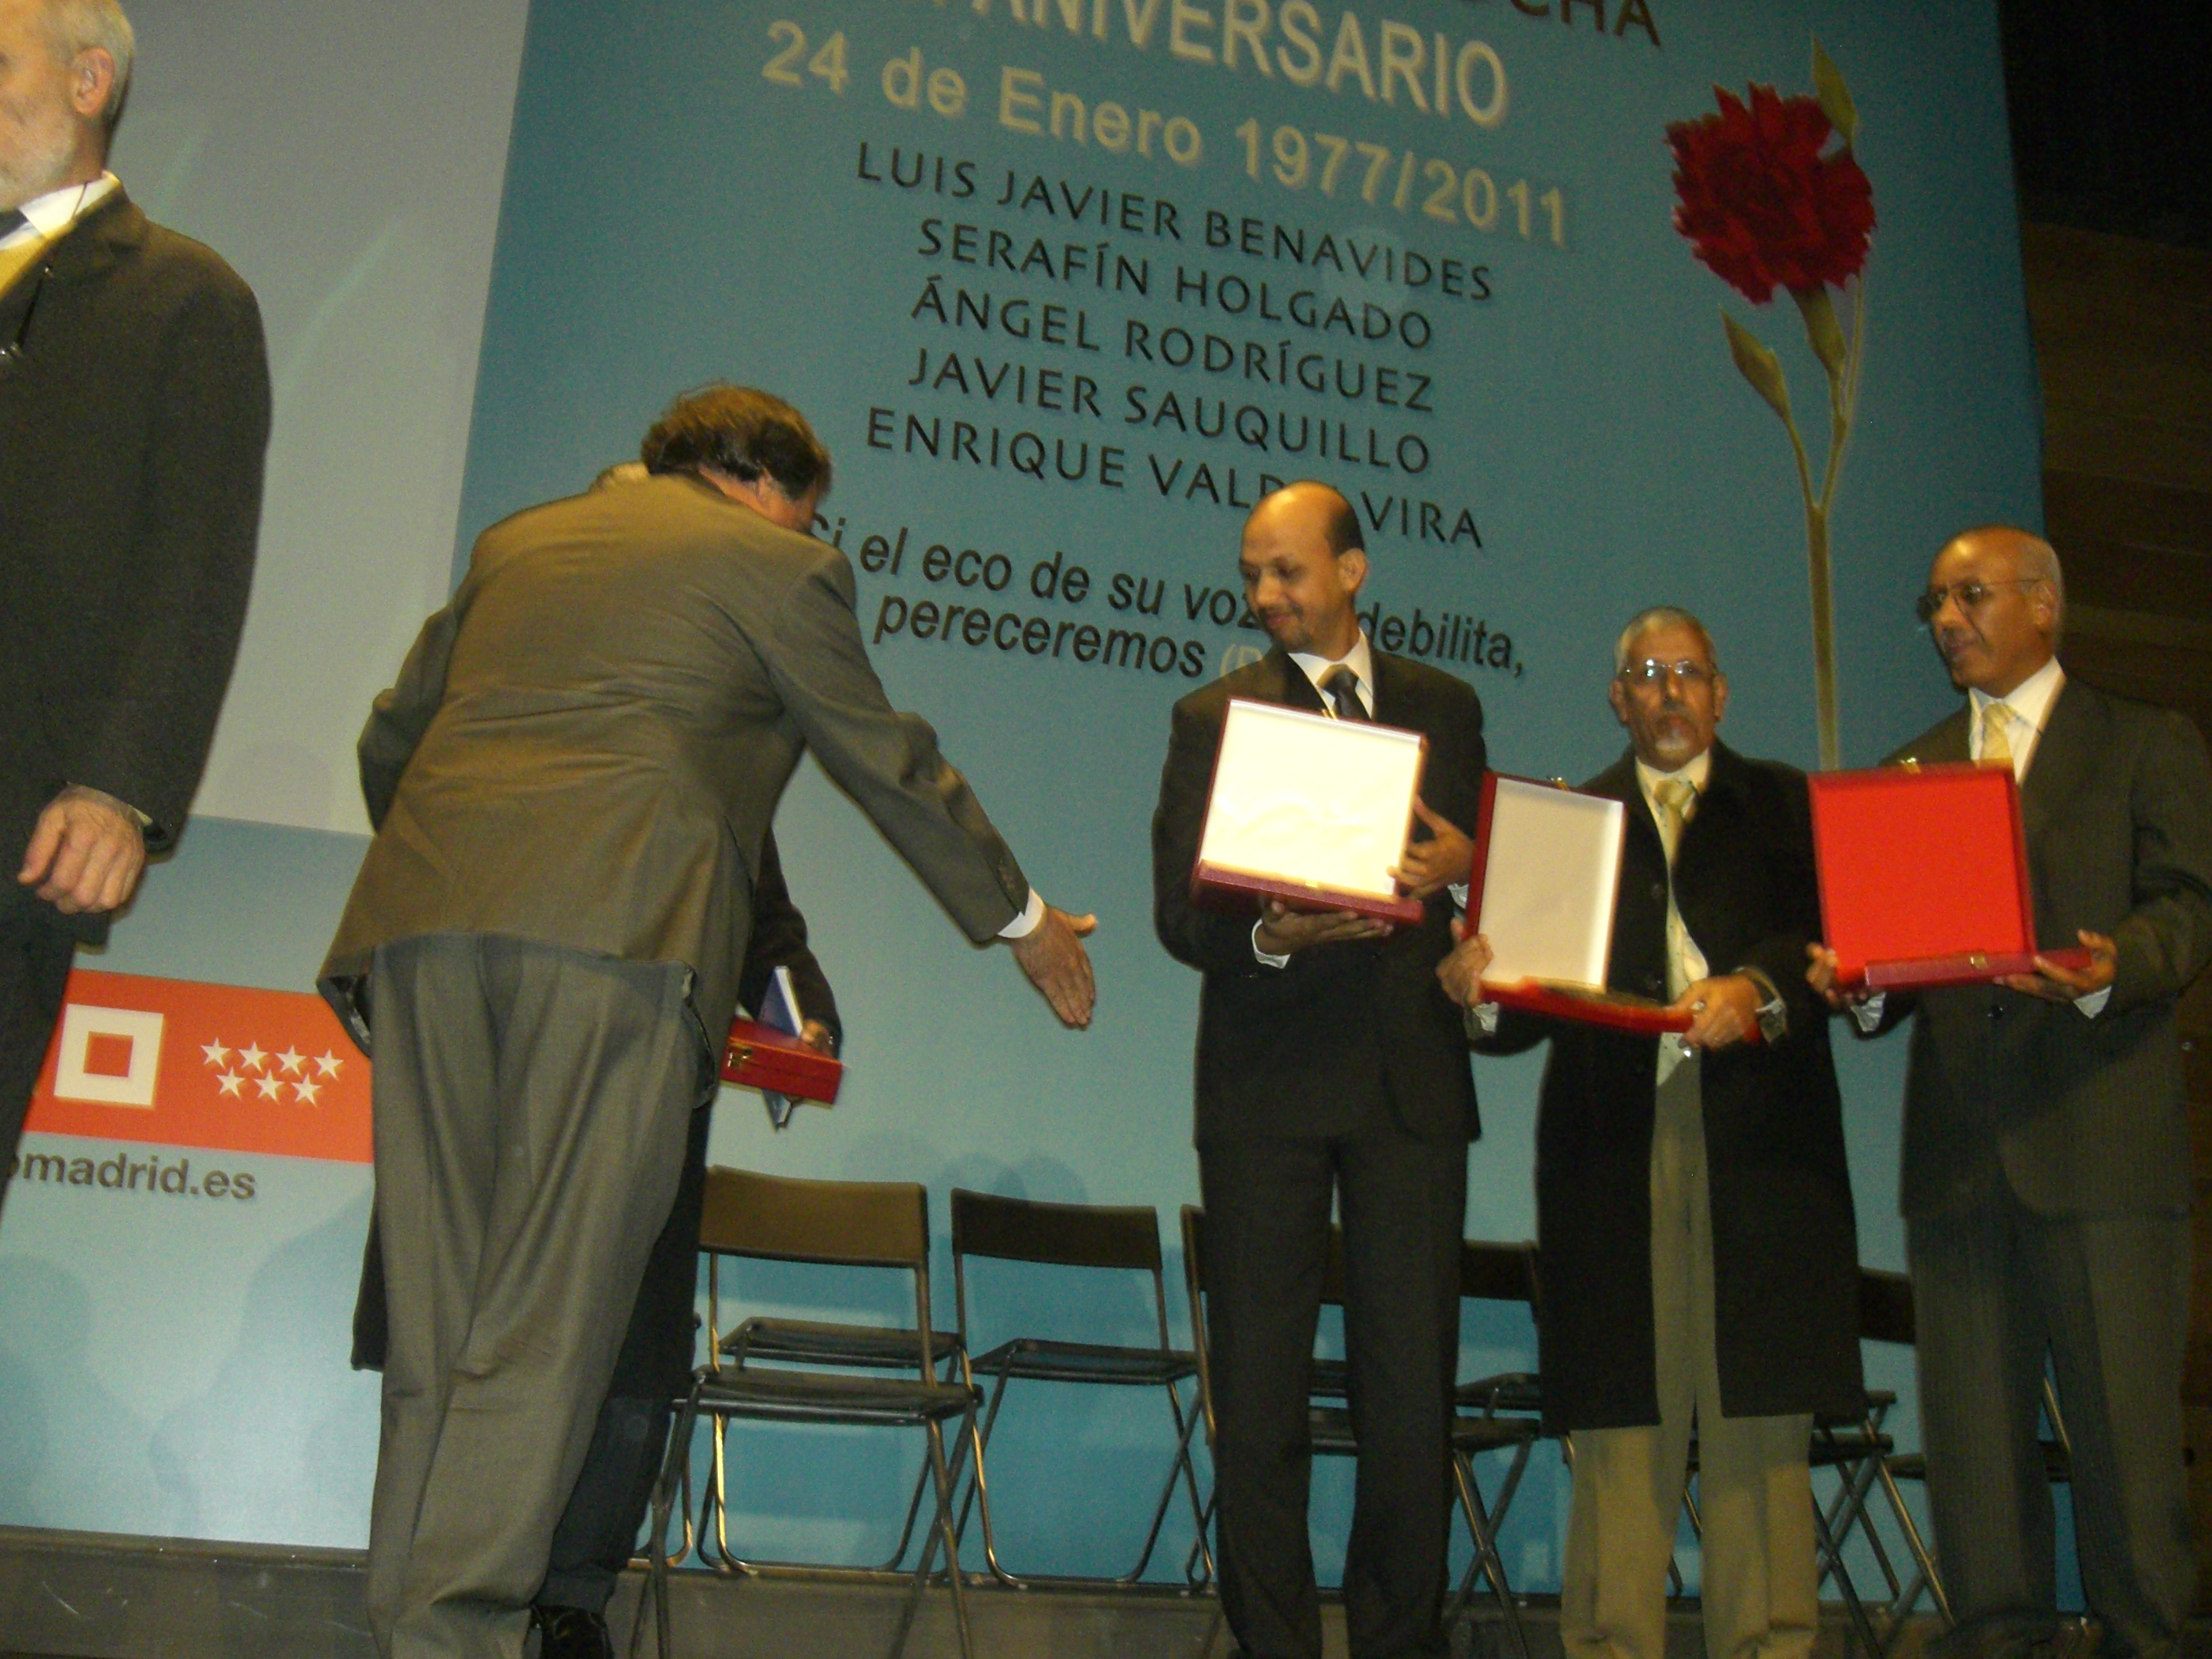 ANIVERSARIO
24 de Enero 1977/2011
LUIS JAVIER BENAVIDES
SERAFÍN HOLGADO
ÁNGEL RODRÍGUEZ
JAVIER SAUQUILLO
ENRIQUE
el eco de su voz debilita,
pereceremos
madrid.es